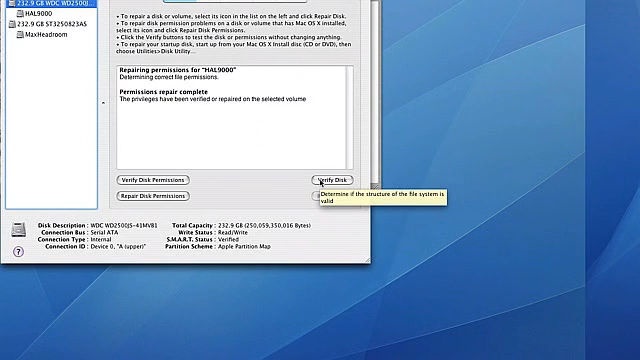 232.9 GB WDC WD2500J...
HAL9000
232.9 GB ST3250823AS
MaxHeadroom
• To repair a disk or volume, select its icon in the list on the left and click Repair Disk.
• To repair disk permission problems on a disk or volume that has Mac OS X installed,
select its icon and click Repair Disk Permissions.
• Click the Verify buttons to test the disk or permissions without changing anything.
• To repair your startup disk, start up from your Mac OS X Install disc (CD or DVD), then
choose Utilities>Disk Utility...
Repairing permissions for "HAL9000"
Determining correct file permissions.
Permissions repair complete
The privileges have been verified or repaired on the selected volume
Verify Disk Permissions
Verify Disk
Repair Disk Permissions
Determine if the structure of the file system is
valid
Disk Description : WDC WD2500JS-41MVB1
Connection Bus : Serial ATA
Connection Type : Internal
Connection ID : Device 0, "A (upper)"
Total Capacity : 232.9 GB (250,059,350,016 Bytes)
Write Status : Read/Write
S.M.A.R.T. Status : Verified
Partition Scheme : Apple Partition Map
?